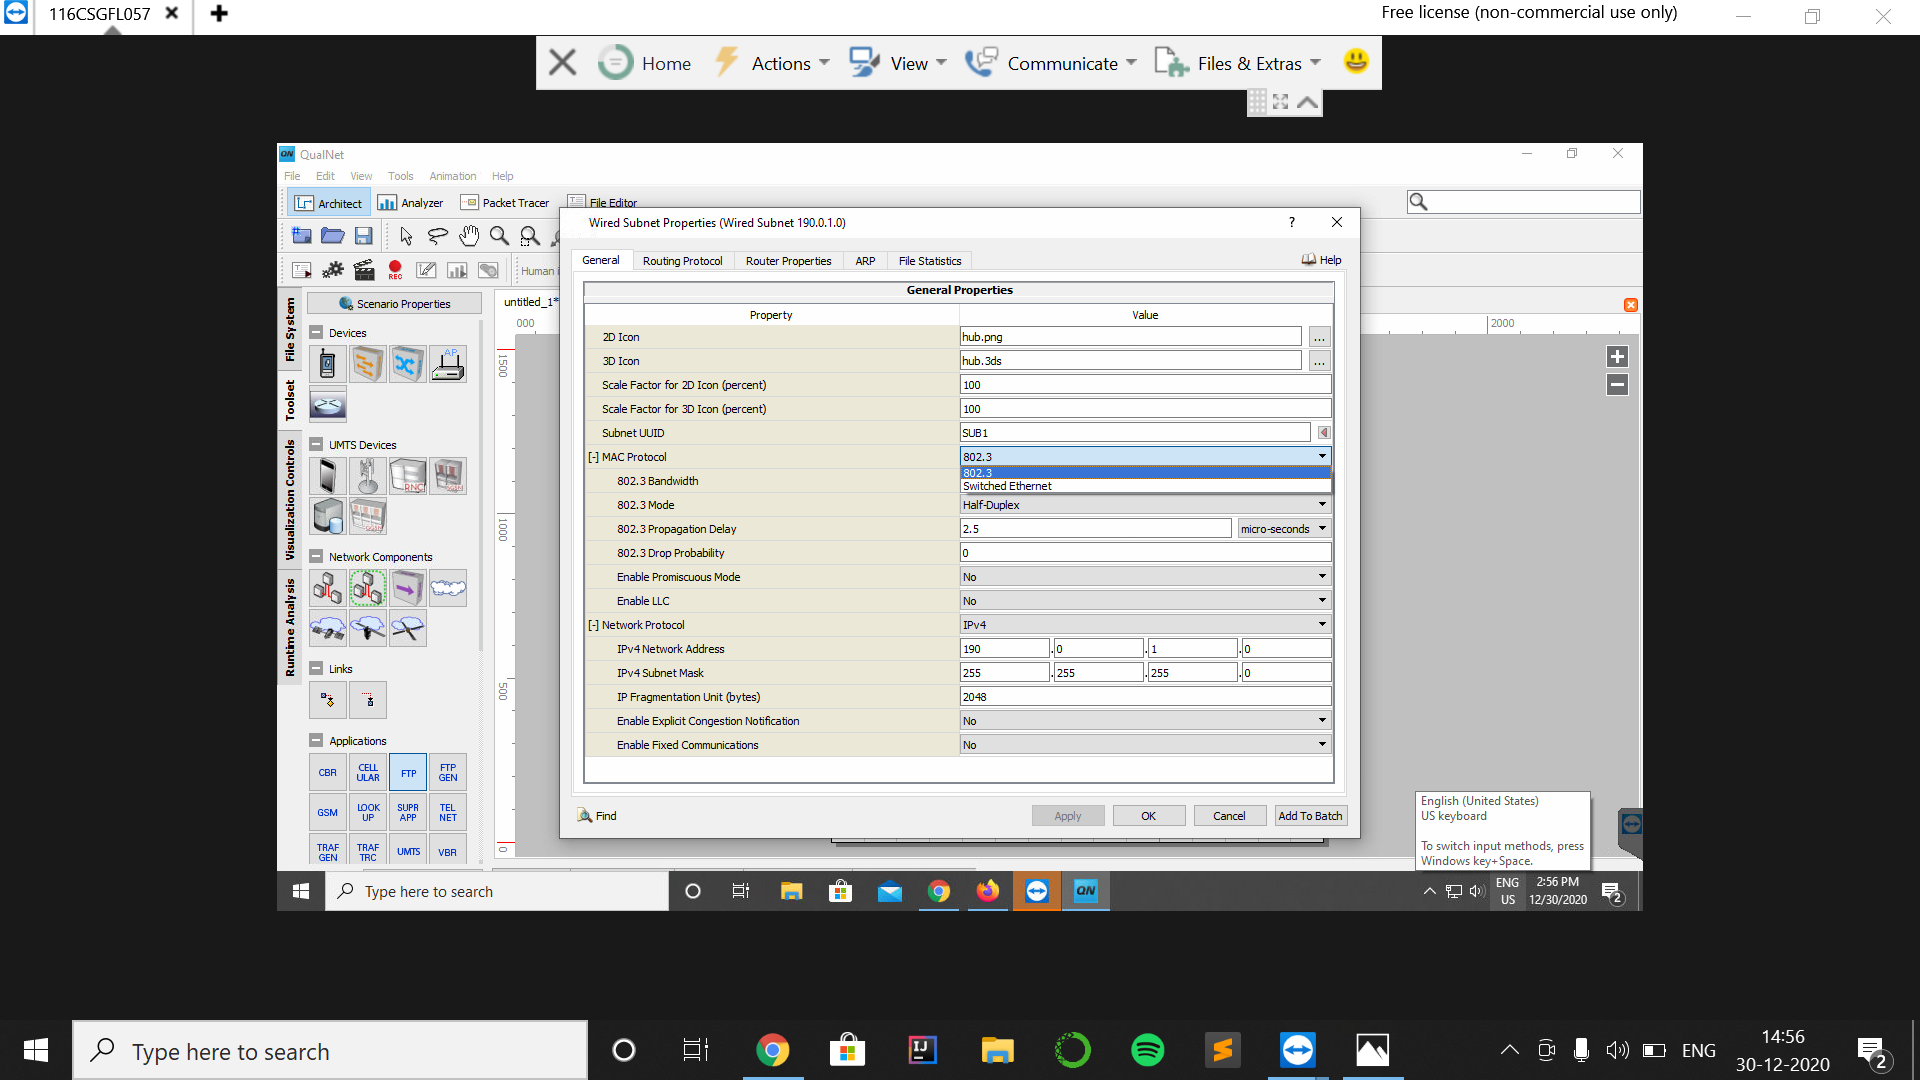 116CSGFL057
Free license (non-commercial use only)
Home Actions View Communicate Files & Extras
QN QualNet
File Edit View Tools Animation Help
Architect Analyzer Packet Tracer File Editor
Wired Subnet Properties (Wired Subnet 190.0.1.0) ?
General Routing Protocol Router Properties ARP File Statistics Help
REC Human i
General Properties
Property Value
2D Icon hub.png ...
3D Icon hub.3ds ...
Scale Factor for 2D Icon (percent) 100
Scale Factor for 3D Icon (percent) 100
Subnet UUID SUB1
[-] MAC Protocol 802.3
802.3
802.3 Bandwidth Switched Ethernet
802.3 Mode Half-Duplex
802.3 Propagation Delay 2.5 micro-seconds
802.3 Drop Probability 0
Enable Promiscuous Mode No
Enable LLC No
[-] Network Protocol IPv4
IPv4 Network Address 190 . 0 . 1 . 0
IPv4 Subnet Mask 255 . 255 . 255 . 0
IP Fragmentation Unit (bytes) 2048
Enable Explicit Congestion Notification No
Enable Fixed Communications No
Find Apply OK Cancel Add To Batch
File System
Toolset
Visualization Controls
Runtime Analysis
Scenario Properties
untitled_1*
000
2000
1500
1000
500
0
Devices
AP
UMTS Devices
RNC
Network Components
Links
Applications
CBR CELL ULAR FTP FTP GEN
GSM LOOK UP SUPR APP TEL NET
TRAF GEN TRAF TRC UMTS VBR
English (United States)
US keyboard
To switch input methods, press
Windows key+Space.
Type here to search QN ENG US 2:56 PM 12/30/2020 2
Type here to search IJ ENG 14:56 30-12-2020 2